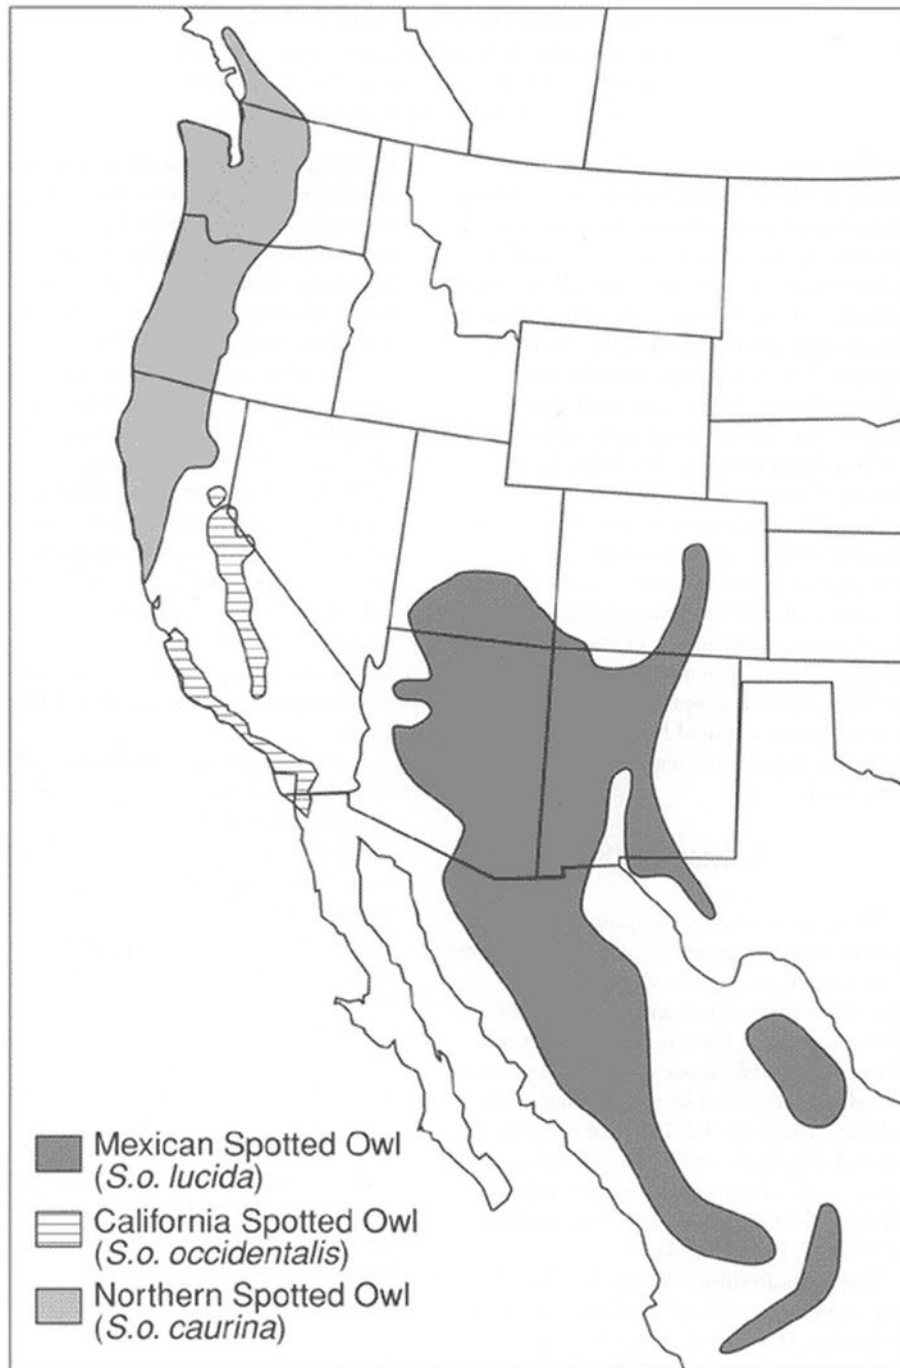 Mexican Spotted Owl
(S.o. lucida)
California Spotted Owl
(S.o. occidentalis)
Northern Spotted Owl
(S.o. caurina)